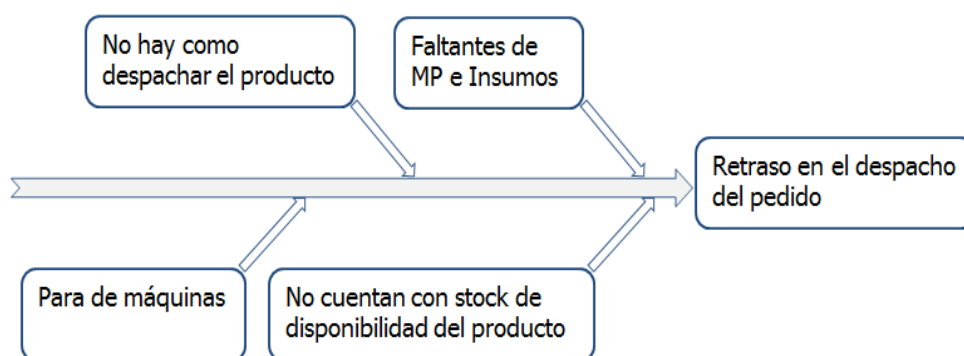 No hay como
despachar el producto
Faltantes de
MP e Insumos
Retraso en el despacho
del pedido
Para de máquinas
No cuentan con stock de
disponibilidad del producto